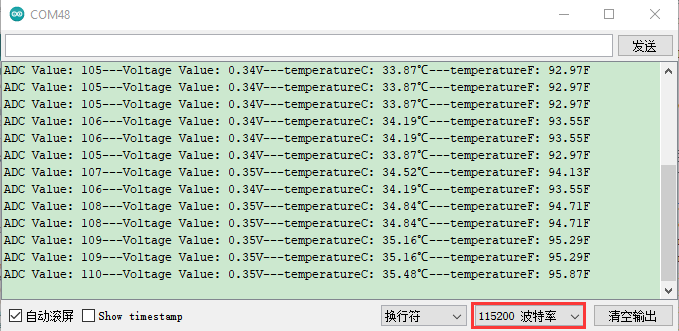 COM48
发送
ADC Value: 105---Voltage Value: 0.34V---temperatureC: 33.87℃---temperatureF: 92.97F
ADC Value: 105---Voltage Value: 0.34V---temperatureC: 33.87℃---temperatureF: 92.97F
ADC Value: 105---Voltage Value: 0.34V---temperatureC: 33.87℃---temperatureF: 92.97F
ADC Value: 106---Voltage Value: 0.34V---temperatureC: 34.19℃---temperatureF: 93.55F
ADC Value: 106---Voltage Value: 0.34V---temperatureC: 34.19℃---temperatureF: 93.55F
ADC Value: 105---Voltage Value: 0.34V---temperatureC: 33.87℃---temperatureF: 92.97F
ADC Value: 107---Voltage Value: 0.35V---temperatureC: 34.52℃---temperatureF: 94.13F
ADC Value: 106---Voltage Value: 0.34V---temperatureC: 34.19℃---temperatureF: 93.55F
ADC Value: 108---Voltage Value: 0.35V---temperatureC: 34.84℃---temperatureF: 94.71F
ADC Value: 108---Voltage Value: 0.35V---temperatureC: 34.84℃---temperatureF: 94.71F
ADC Value: 109---Voltage Value: 0.35V---temperatureC: 35.16℃---temperatureF: 95.29F
ADC Value: 109---Voltage Value: 0.35V---temperatureC: 35.16℃---temperatureF: 95.29F
ADC Value: 110---Voltage Value: 0.35V---temperatureC: 35.48℃---temperatureF: 95.87F
自动滚屏 Show timestamp 换行符 115200 波特率 清空输出